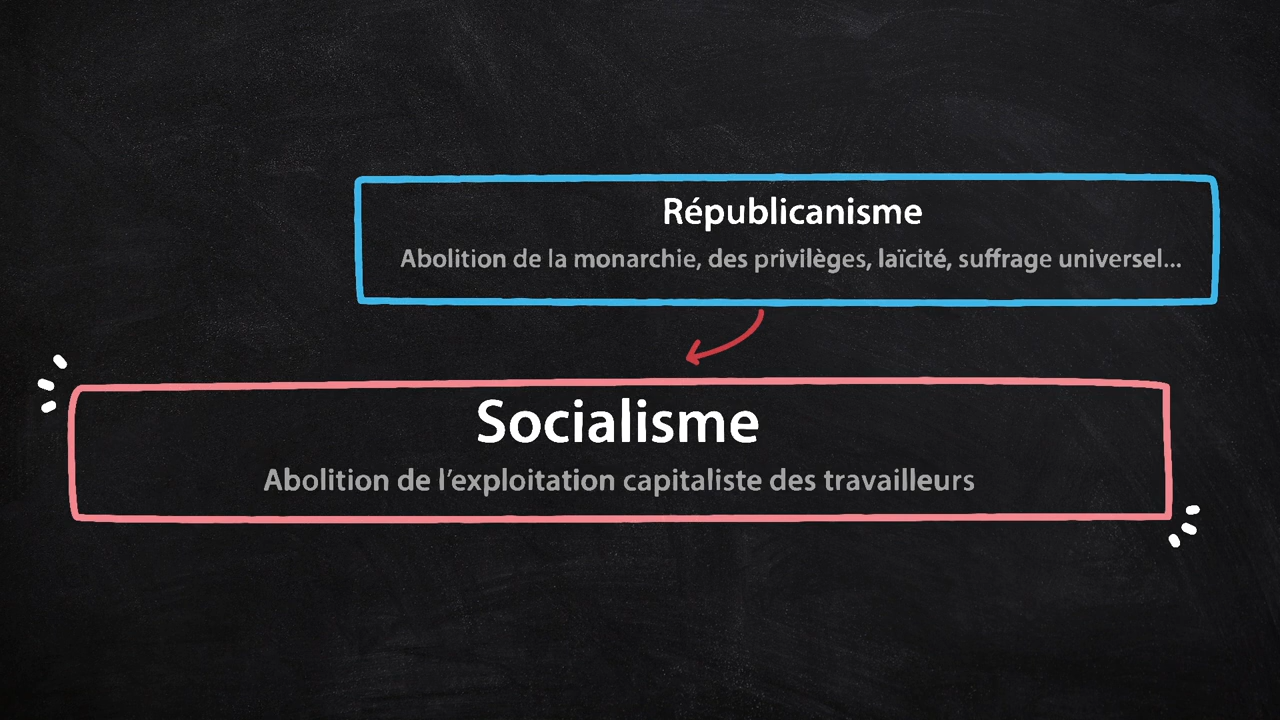 Républicanisme
Abolition de la monarchie, des privilèges, laïcité, suffrage universel...
Socialisme
Abolition de l’exploitation capitaliste des travailleurs